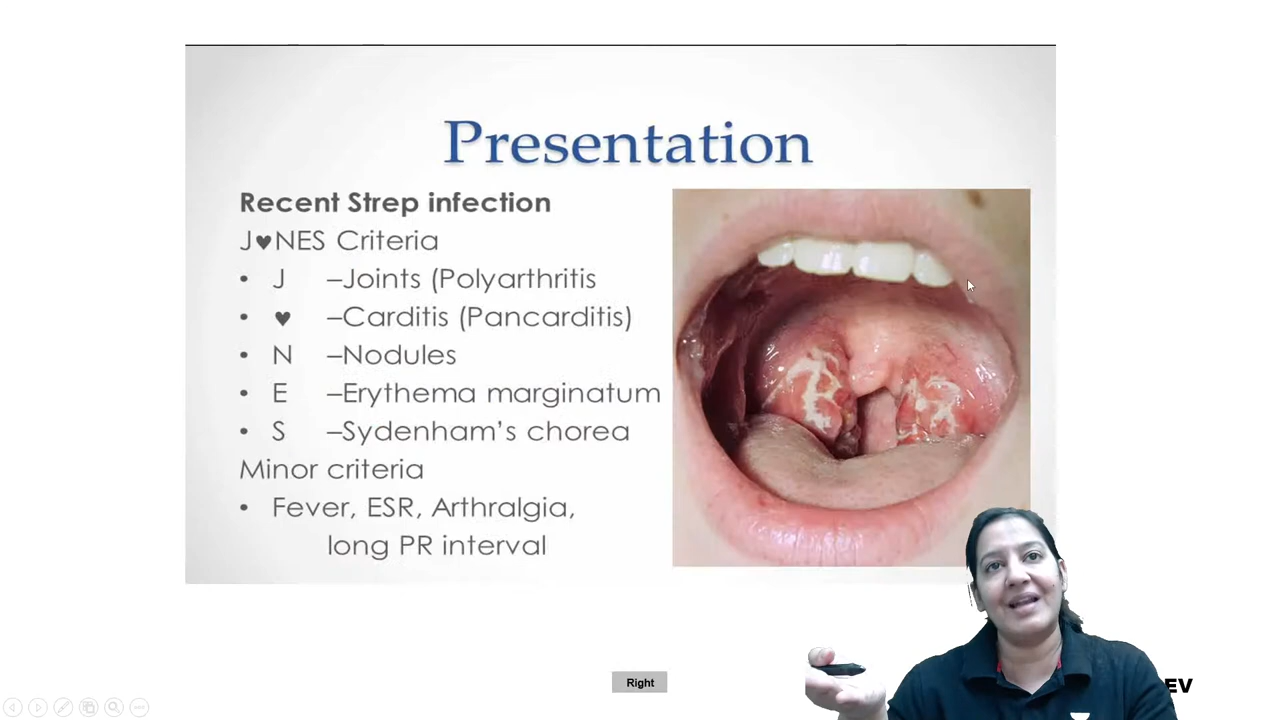 Presentation
Recent Strep infection
J♥NES Criteria
• J –Joints (Polyarthritis
• ♥ –Carditis (Pancarditis)
• N –Nodules
• E –Erythema marginatum
• S –Sydenham's chorea
Minor criteria
• Fever, ESR, Arthralgia,
long PR interval
Right
EV